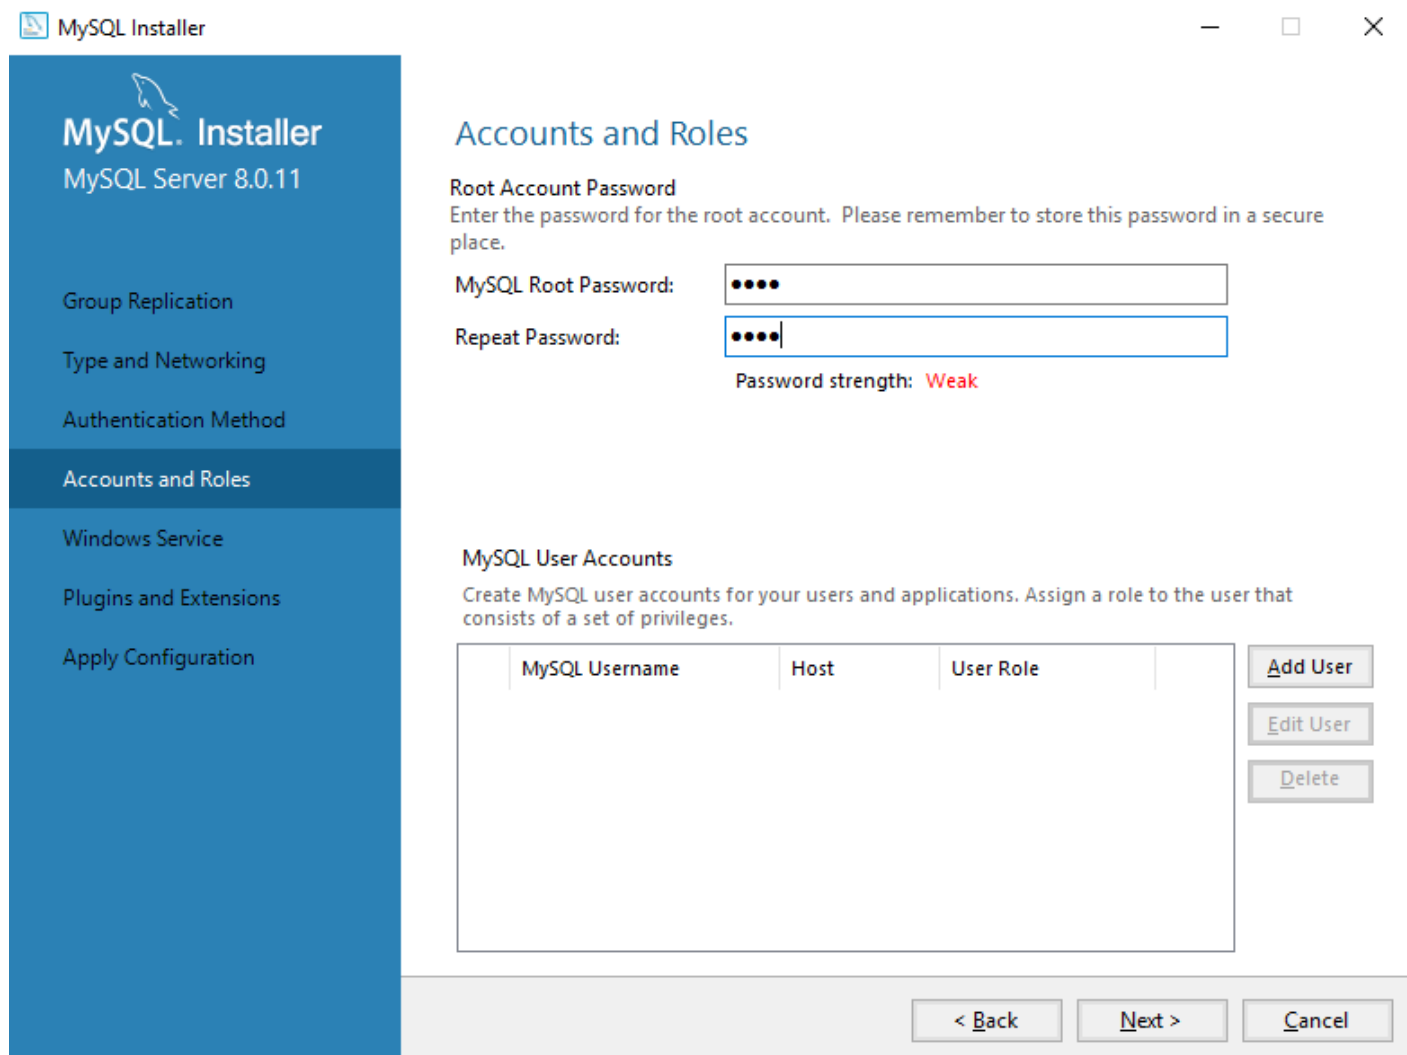 MySQL Installer
MySQL. Installer
MySQL Server 8.0.11
Group Replication
Type and Networking
Authentication Method
Accounts and Roles
Windows Service
Plugins and Extensions
Apply Configuration
Accounts and Roles
Root Account Password
Enter the password for the root account.  Please remember to store this password in a secure
place.
MySQL Root Password: ●●●●
Repeat Password: ●●●●
Password strength: Weak
MySQL User Accounts
Create MySQL user accounts for your users and applications. Assign a role to the user that
consists of a set of privileges.
MySQL Username Host User Role
Add User
Edit User
Delete
< Back Next > Cancel